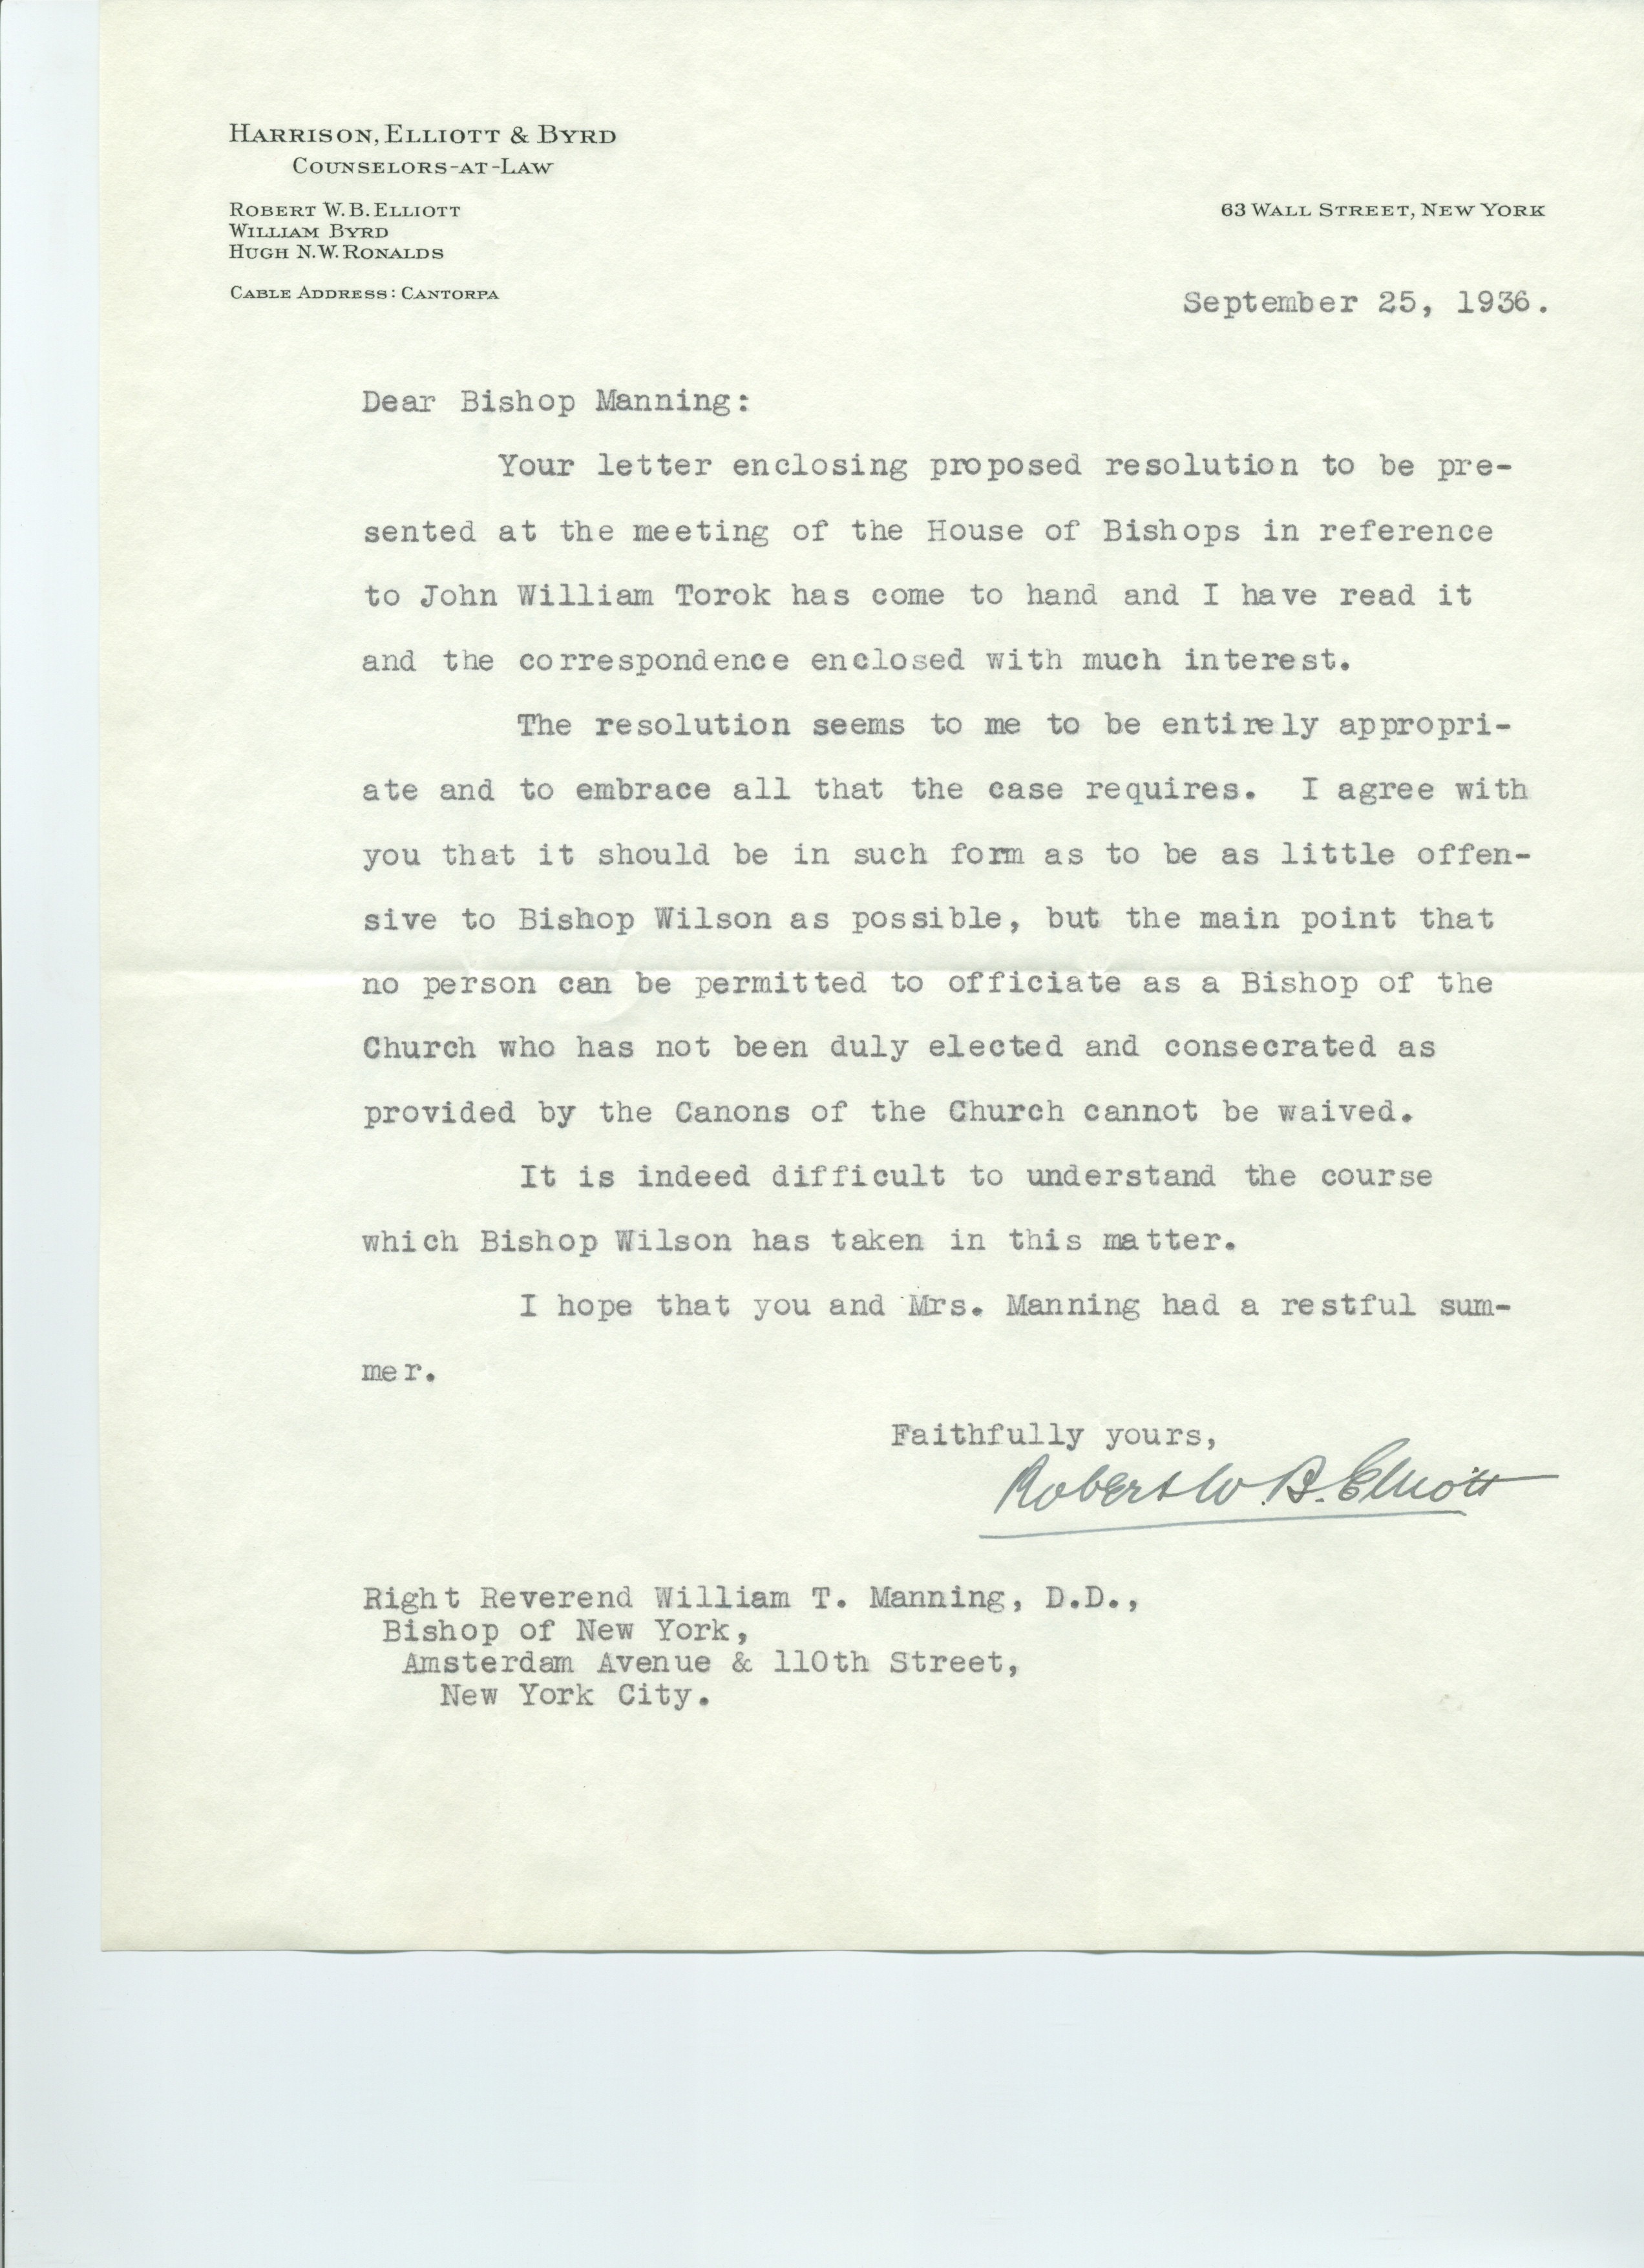 HARRISON, ELLIOTT & BYRD
COUNSELORS-AT-LAW
ROBERT W. B. ELLIOTT
WILLIAM BYRD
HUGH N. W. RONALDS
CABLE ADDRESS: CANTORPA
63 WALL STREET, NEW YORK
September 25, 1936.
Dear Bishop Manning:
Your letter enclosing proposed resolution to be pre-
sented at the meeting of the House of Bishops in reference
to John William Torok has come to hand and I have read it
and the correspondence enclosed with much interest.
The resolution seems to me to be entirely appropri-
ate and to embrace all that the case requires. I agree with
you that it should be in such form as to be as little offen-
sive to Bishop Wilson as possible, but the main point that
no person can be permitted to officiate as a Bishop of the
Church who has not been duly elected and consecrated as
provided by the Canons of the Church cannot be waived.
It is indeed difficult to understand the course
which Bishop Wilson has taken in this matter.
I hope that you and Mrs. Manning had a restful sum-
mer.
Faithfully yours,
Robert W. B. Elliott
Right Reverend William T. Manning, D.D.,
Bishop of New York,
Amsterdam Avenue & 110th Street,
New York City.